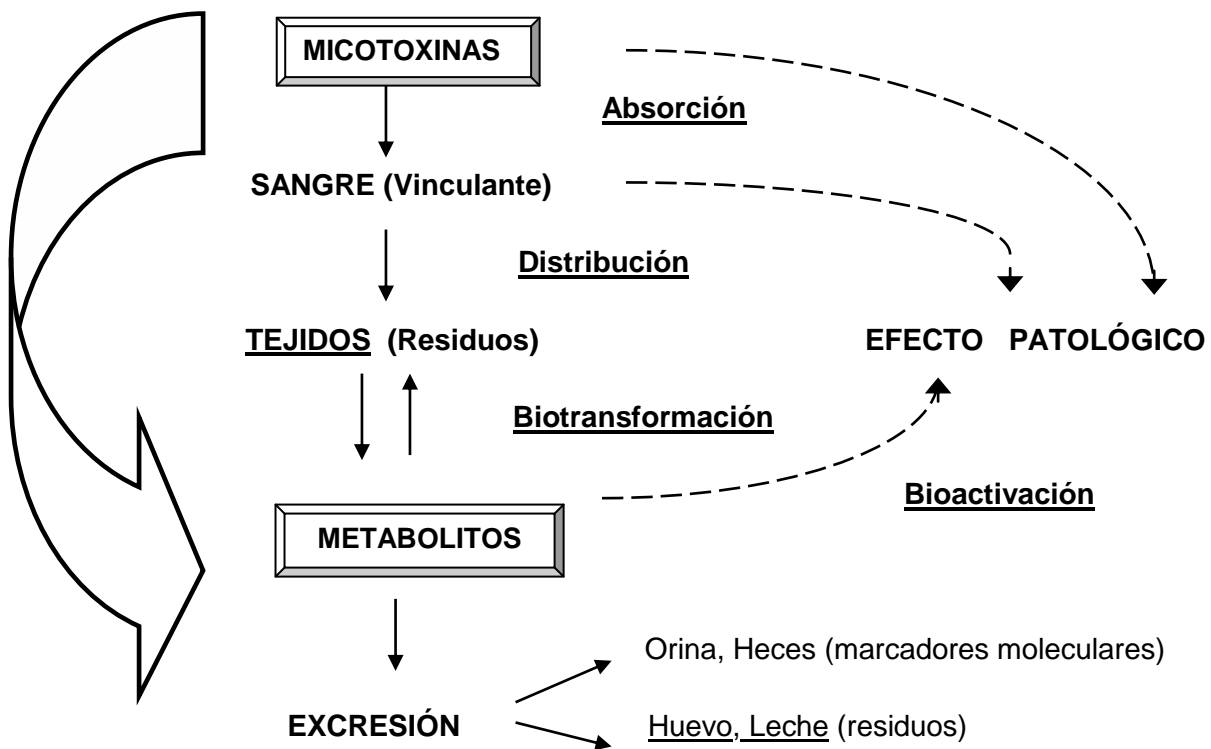 MICOTOXINAS
Absorción
SANGRE (Vinculante)
Distribución
TEJIDOS (Residuos)
EFECTO PATOLÓGICO
Biotransformación
Bioactivación
METABOLITOS
Orina, Heces (marcadores moleculares)
EXCRESIÓN
Huevo, Leche (residuos)